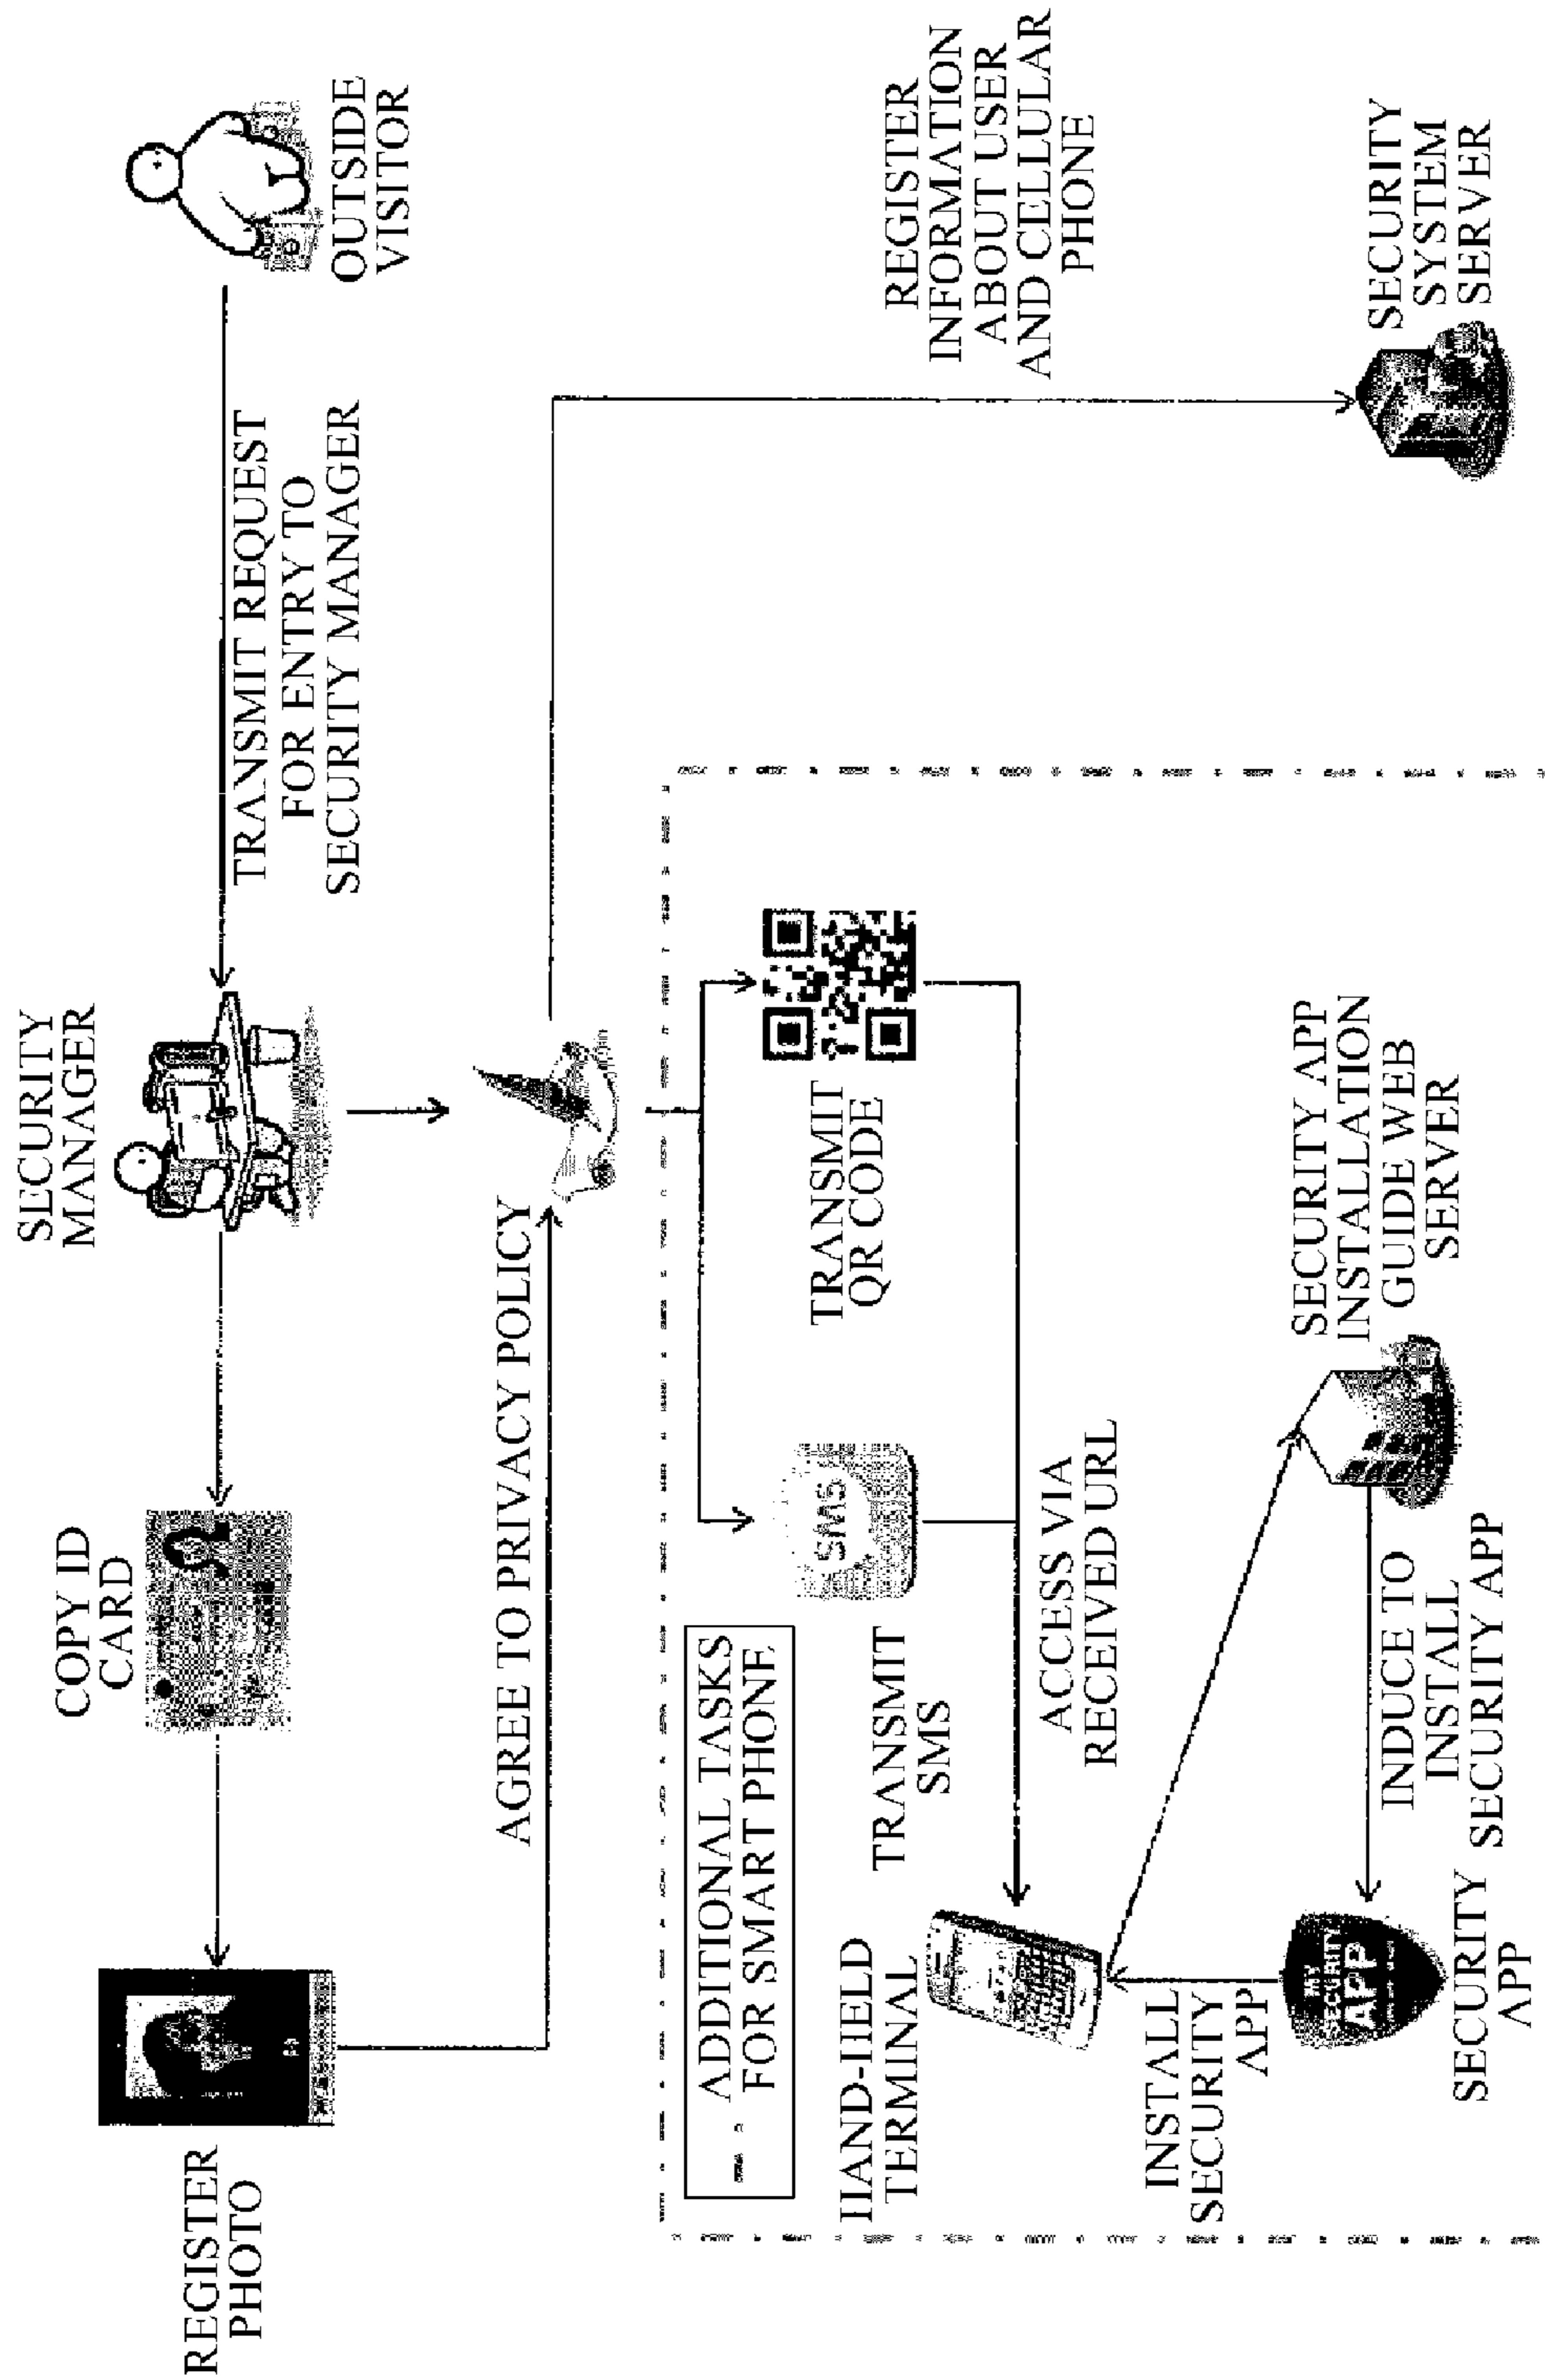 REGISTER
PHOTO
COPY ID
CARD
SECURITY
MANAGER
OUTSIDE
VISITOR
TRANSMIT REQUEST
FOR ENTRY TO
SECURITY MANAGER
AGREE TO PRIVACY POLICY
REGISTER
INFORMATION
ABOUT USER
AND CELLULAR
PHONE
SECURITY
SYSTEM
SERVER
ADDITIONAL TASKS
FOR SMART PHONE
HAND-HELD
TERMINAL
TRANSMIT
SMS
SMS
TRANSMIT
QR CODE
ACCESS VIA
RECEIVED URL
INSTALL
SECURITY
APP
SECURITY
APP
SECURITY
APP
INDUCE TO
INSTALL
SECURITY APP
SECURITY APP
INSTALLATION
GUIDE WEB
SERVER